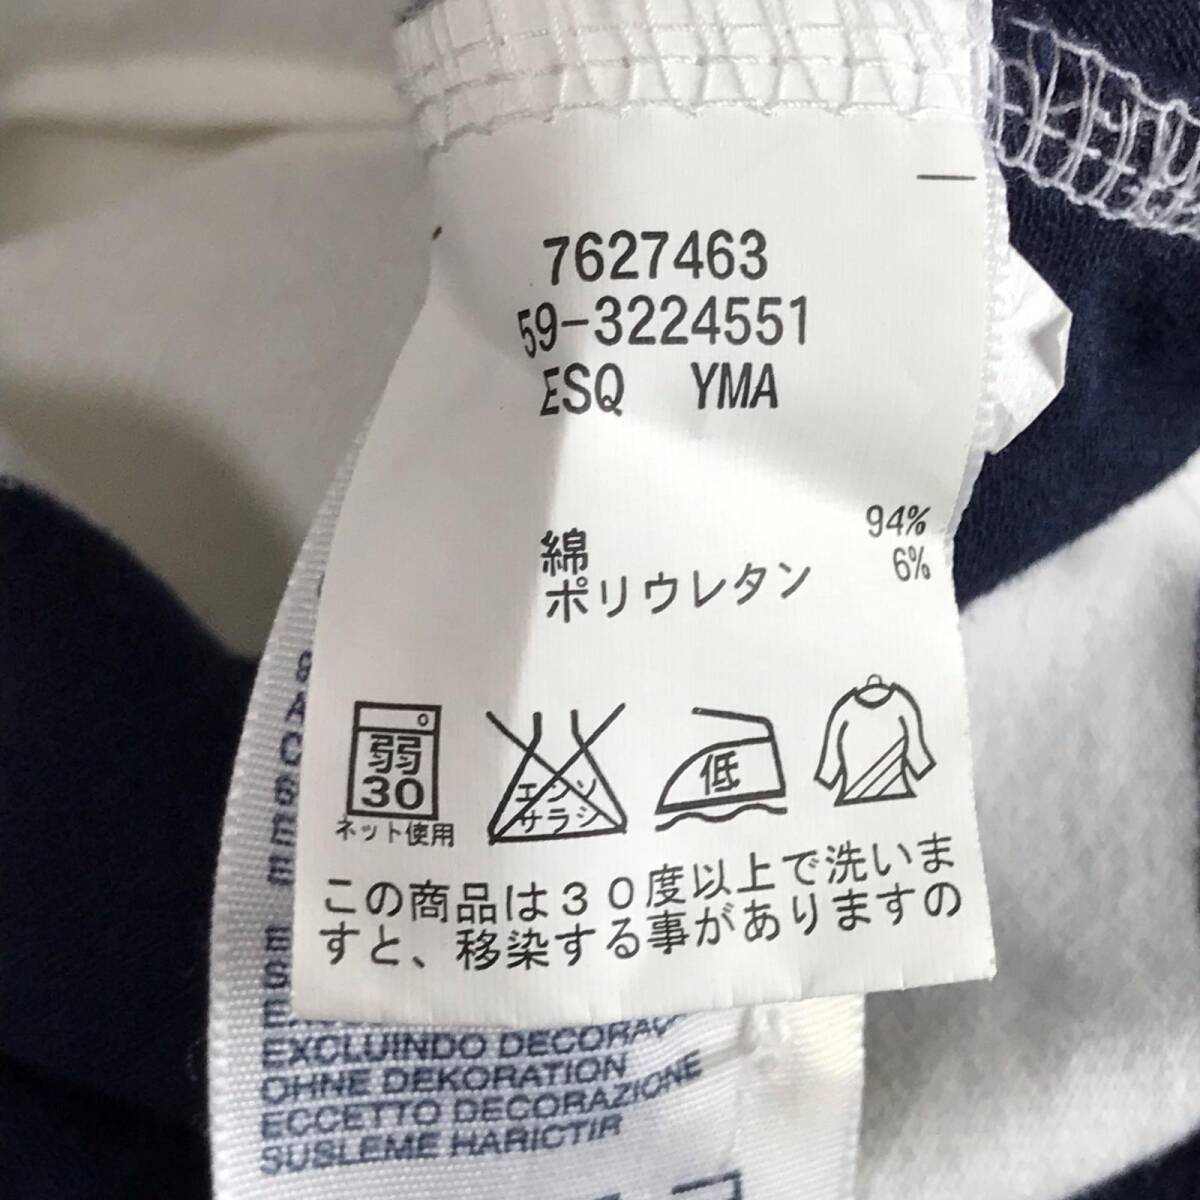 7627463
59-3224551
ESQ YMA
綿 94%
ポリウレタン 6%
弱
30
ネット使用
エンソ
サラシ
低
この商品は30度以上で洗いま
すと、移染する事がありますの
EXCLUINDO DECORAÇ
OHNE DEKORATION
ECCETTO DECORAZIONE
SUSLEME HARICTIR